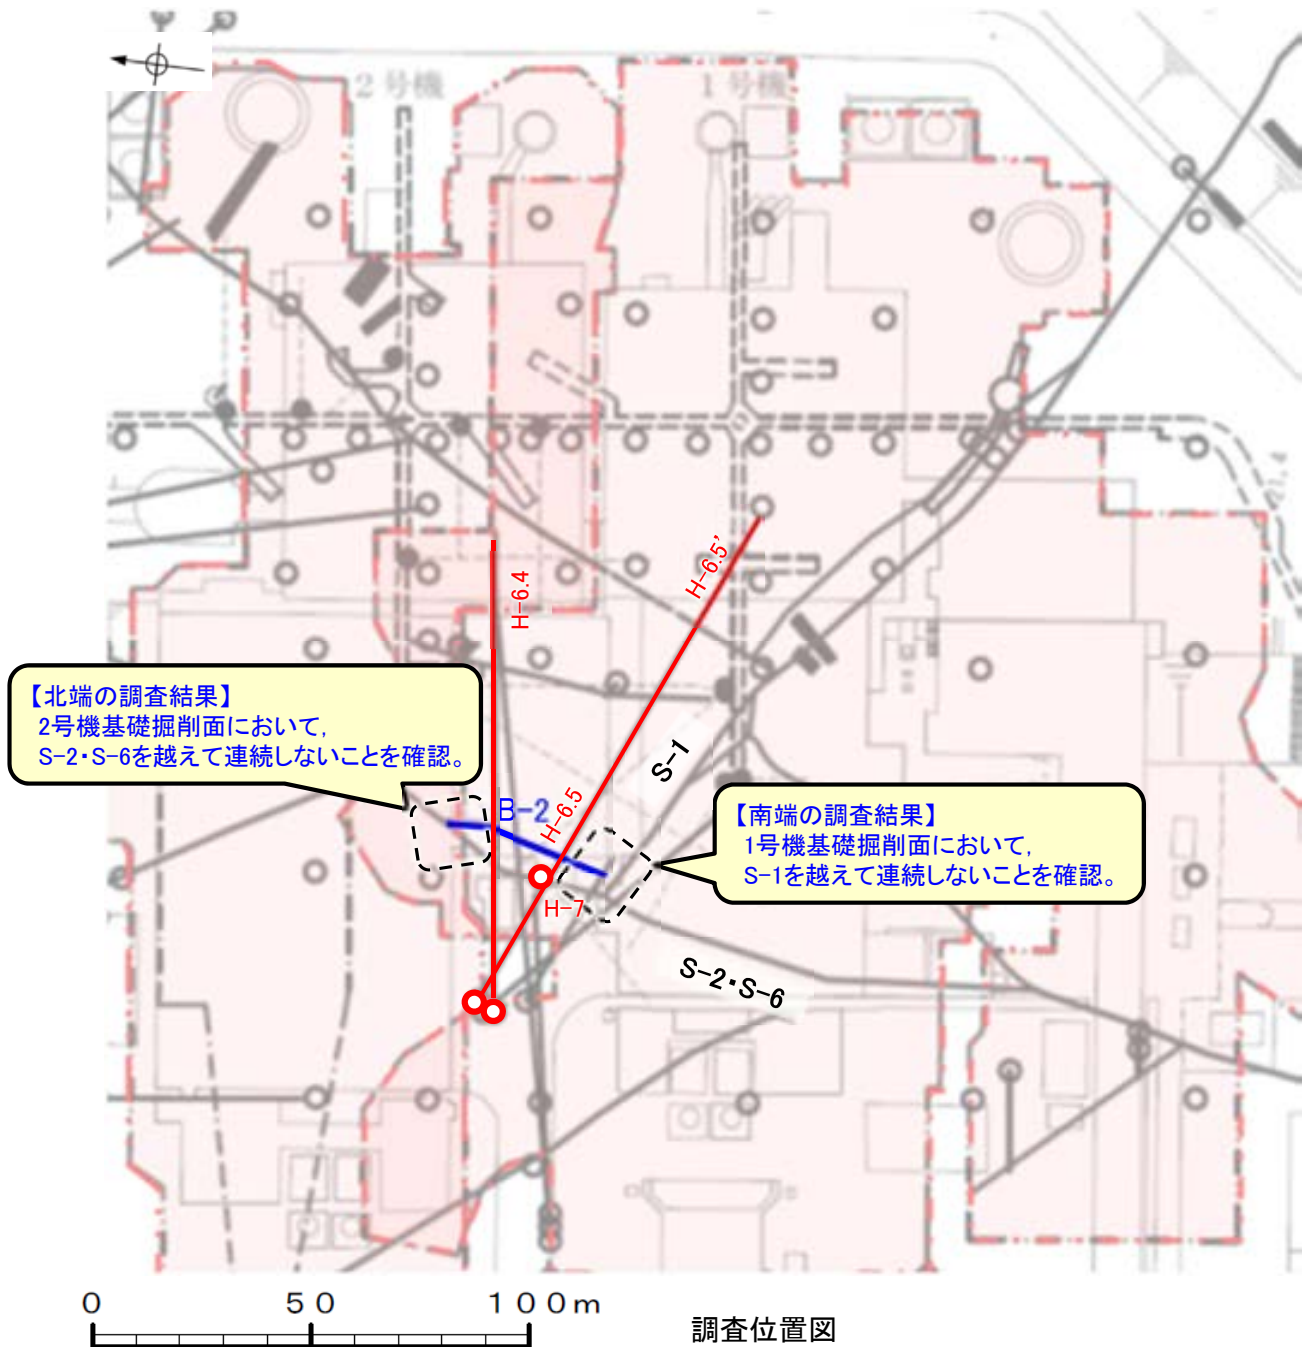 2号機
1号機
21.4
H-6.4
H-6.5’
【北端の調査結果】
2号機基礎掘削面において,
S-2・S-6を越えて連続しないことを確認。
S-1
B-2
H-6.5
【南端の調査結果】
1号機基礎掘削面において,
S-1を越えて連続しないことを確認。
H-7
S-2・S-6
0 50 100m
調査位置図